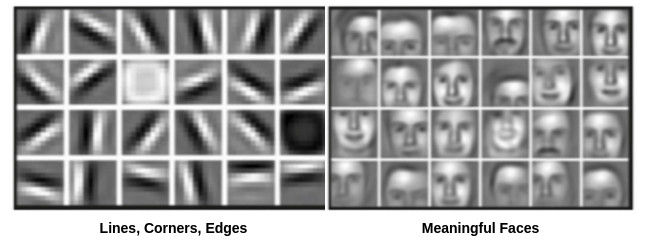 Lines, Corners, Edges
Meaningful Faces